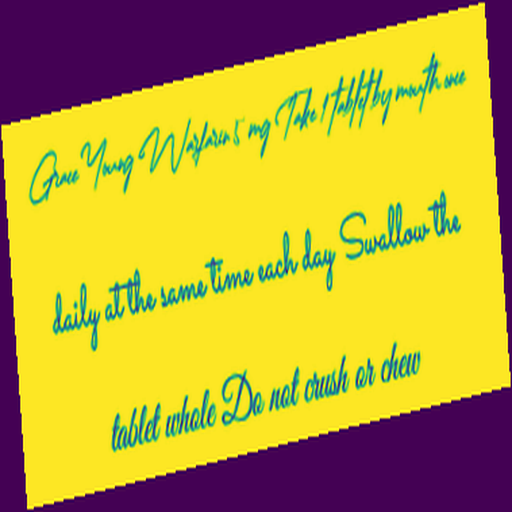 Grace Young Warfarin 5 mg Take 1 tablet by mouth once
daily at the same time each day Swallow the
tablet whole Do not crush or chew